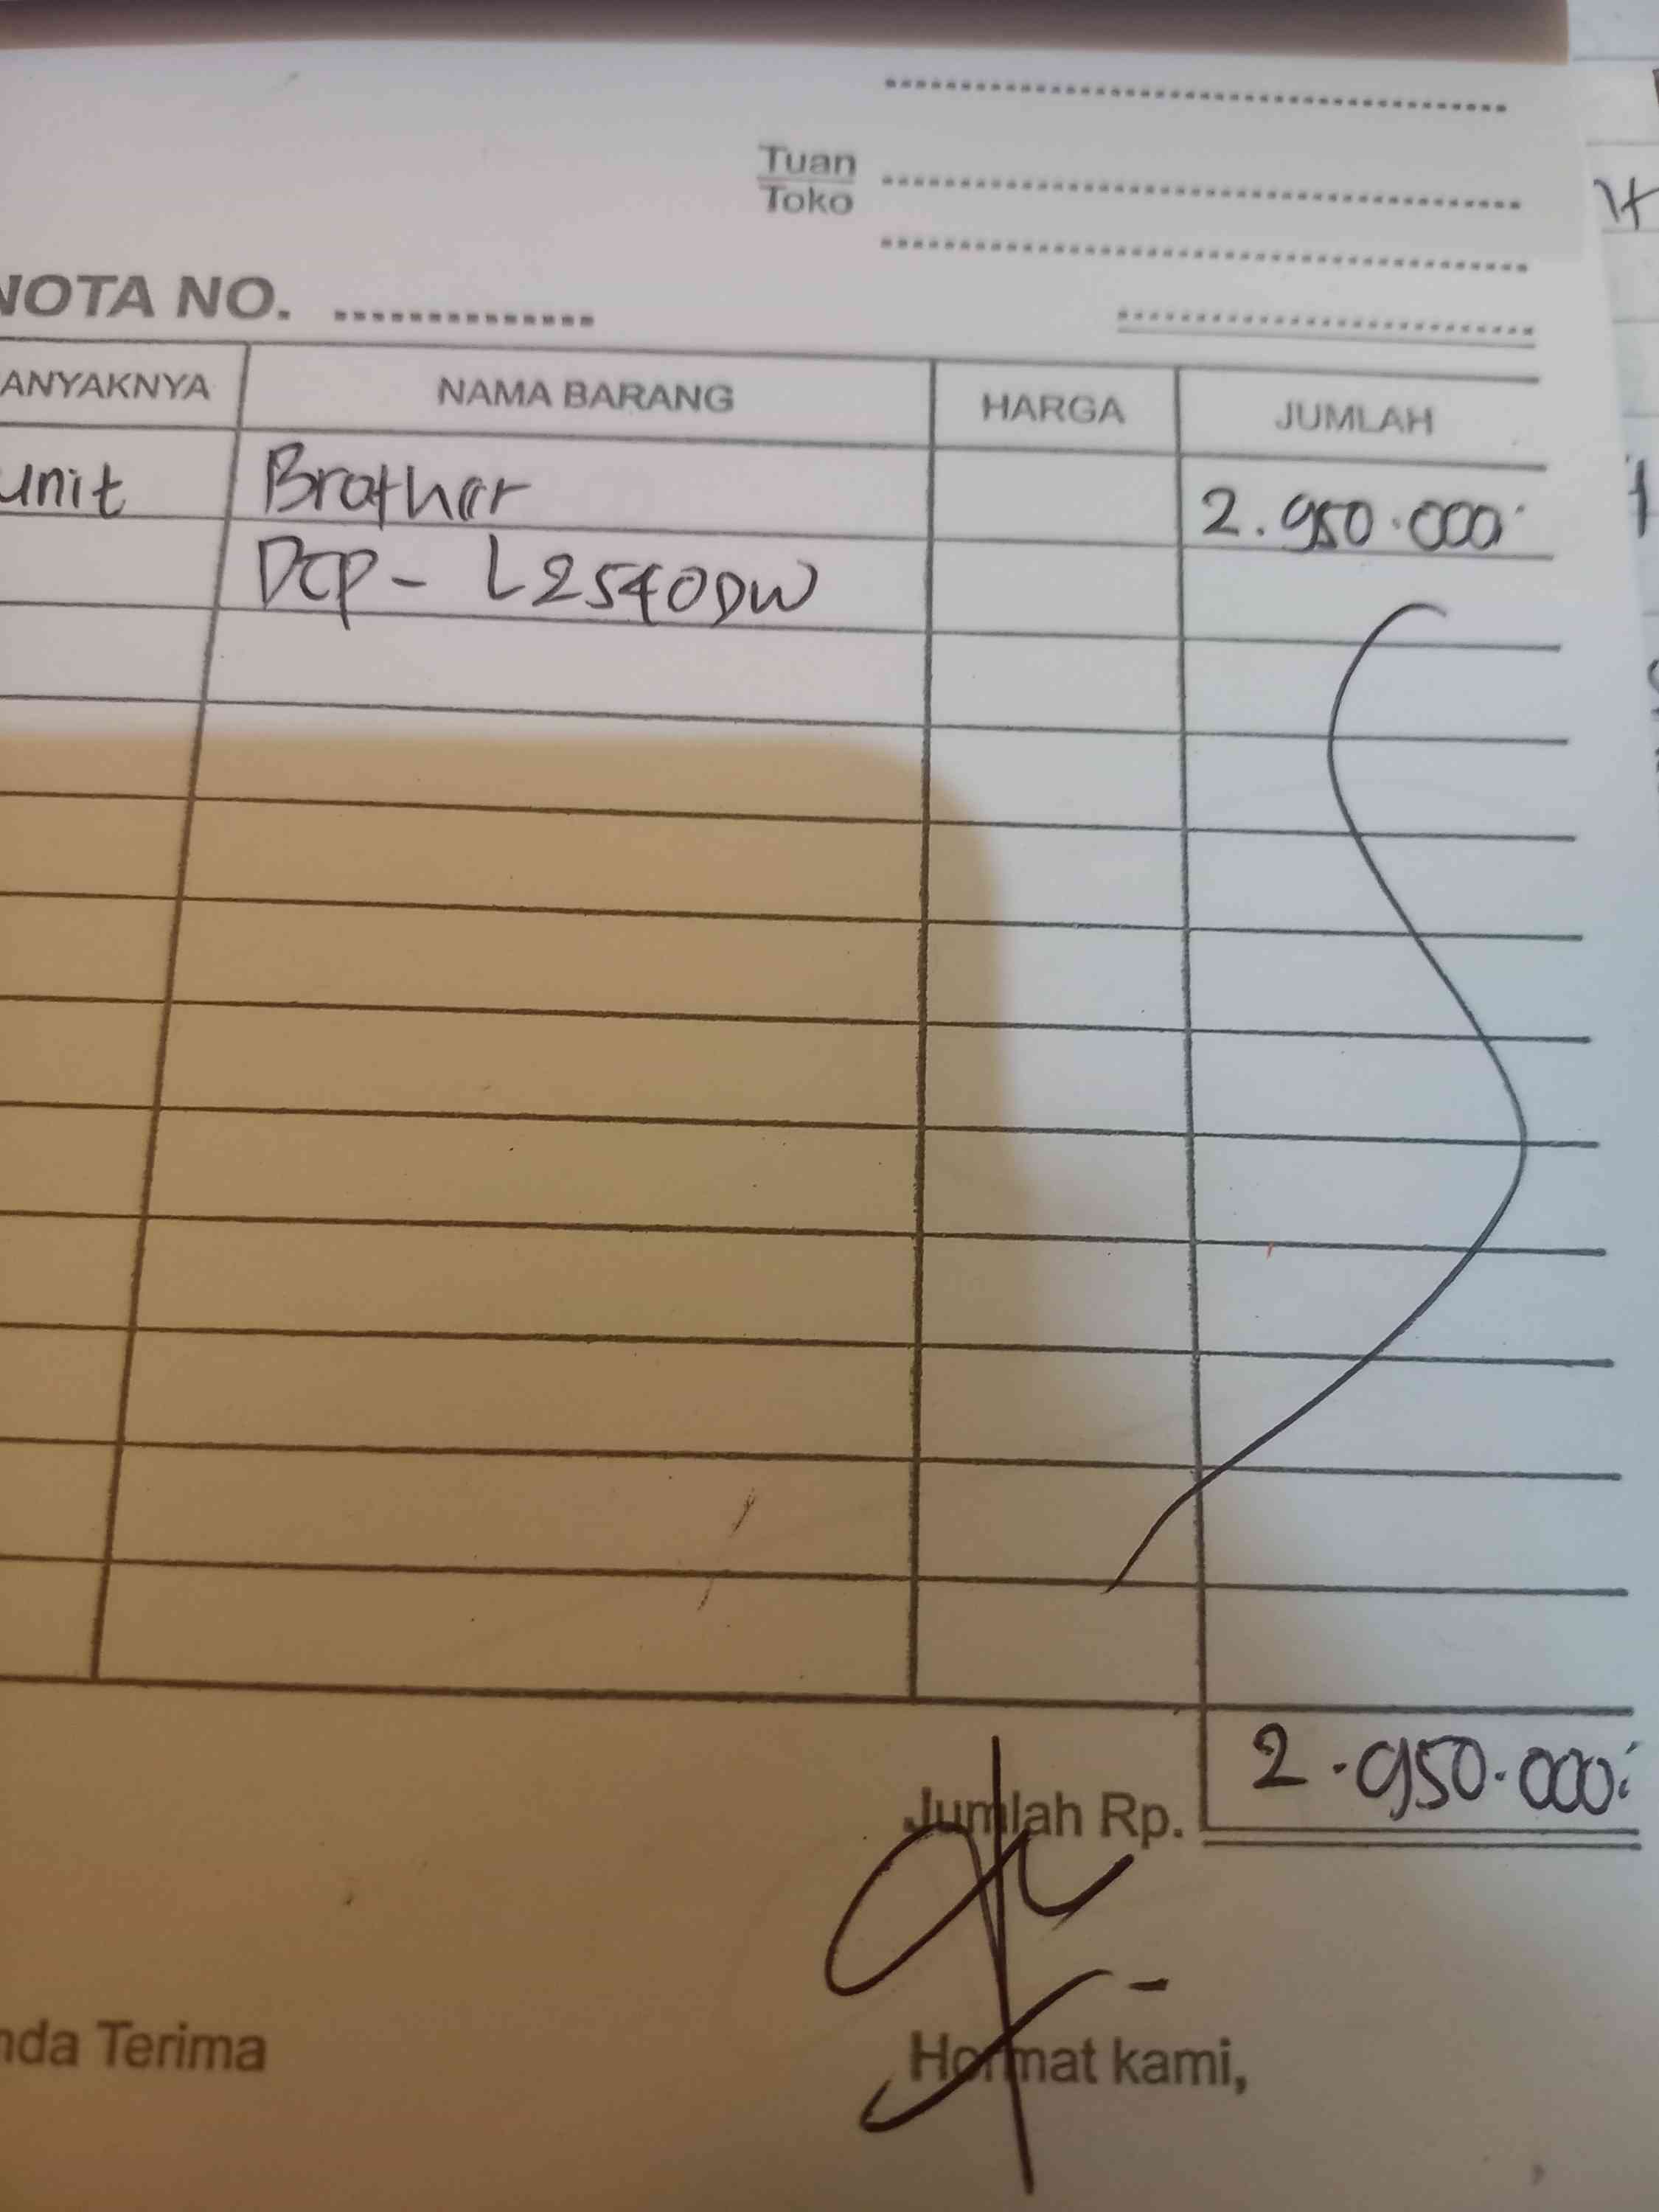 Tuan
Toko
NOTA NO.
ANYAKNYA NAMA BARANG HARGA JUMLAH
unit Brother 2.950.000
DCP - L2540DW
Jumlah Rp. 2.950.000
nda Terima Hormat kami,